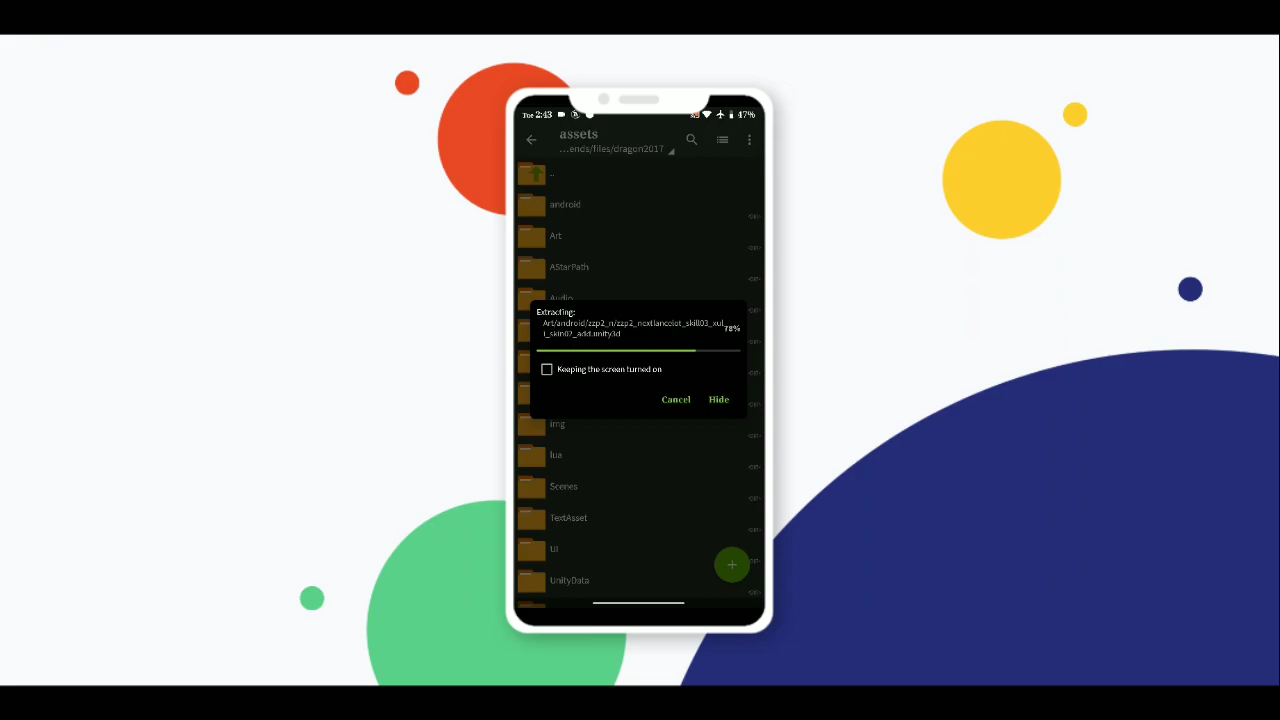 Tue 2:43
47%
assets
...ends/files/dragon2017
..
android
Art
AStarPath
Audio
Extracting:
Art/android/zzp2_n/zzp2_nextlancelot_skill03_xul
i_skin02_add.unity3d
78%
Keeping the screen turned on
Cancel Hide
img
lua
Scenes
TextAsset
UI
UnityData